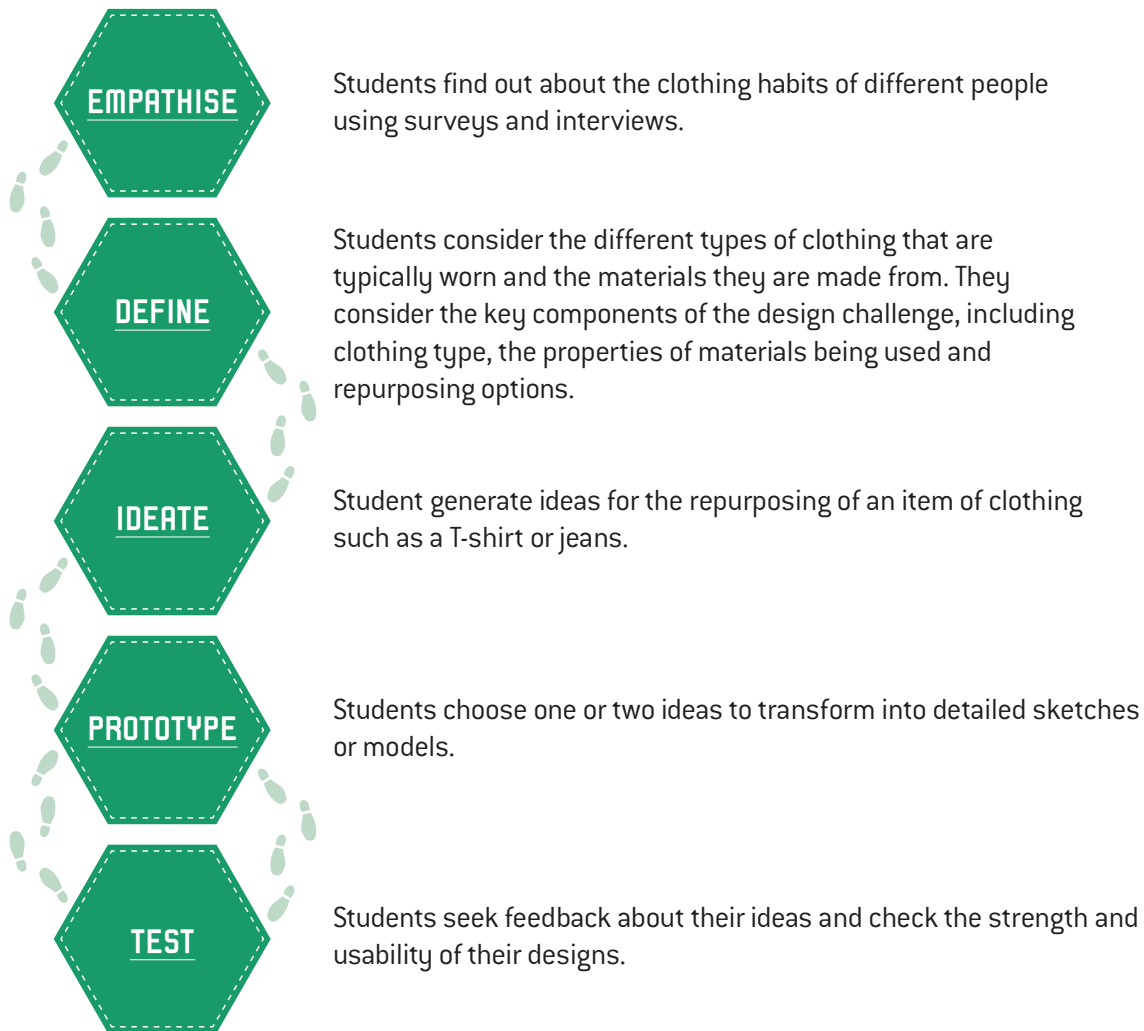 EMPATHISE
Students find out about the clothing habits of different people
using surveys and interviews.
DEFINE
Students consider the different types of clothing that are
typically worn and the materials they are made from. They
consider the key components of the design challenge, including
clothing type, the properties of materials being used and
repurposing options.
IDEATE
Student generate ideas for the repurposing of an item of clothing
such as a T-shirt or jeans.
PROTOTYPE
Students choose one or two ideas to transform into detailed sketches
or models.
TEST
Students seek feedback about their ideas and check the strength and
usability of their designs.